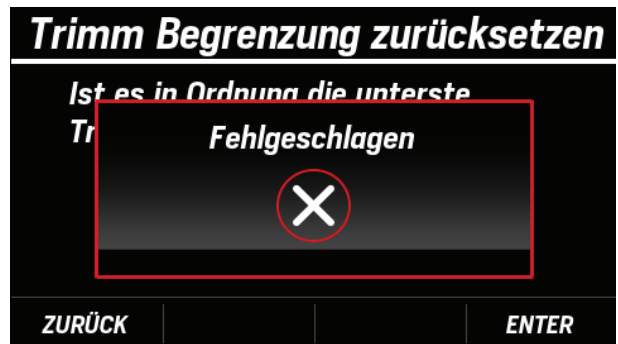 Trimm Begrenzung zurücksetzen
Ist es in Ordnung die unterste
Fehlgeschlagen
ZURÜCK ENTER